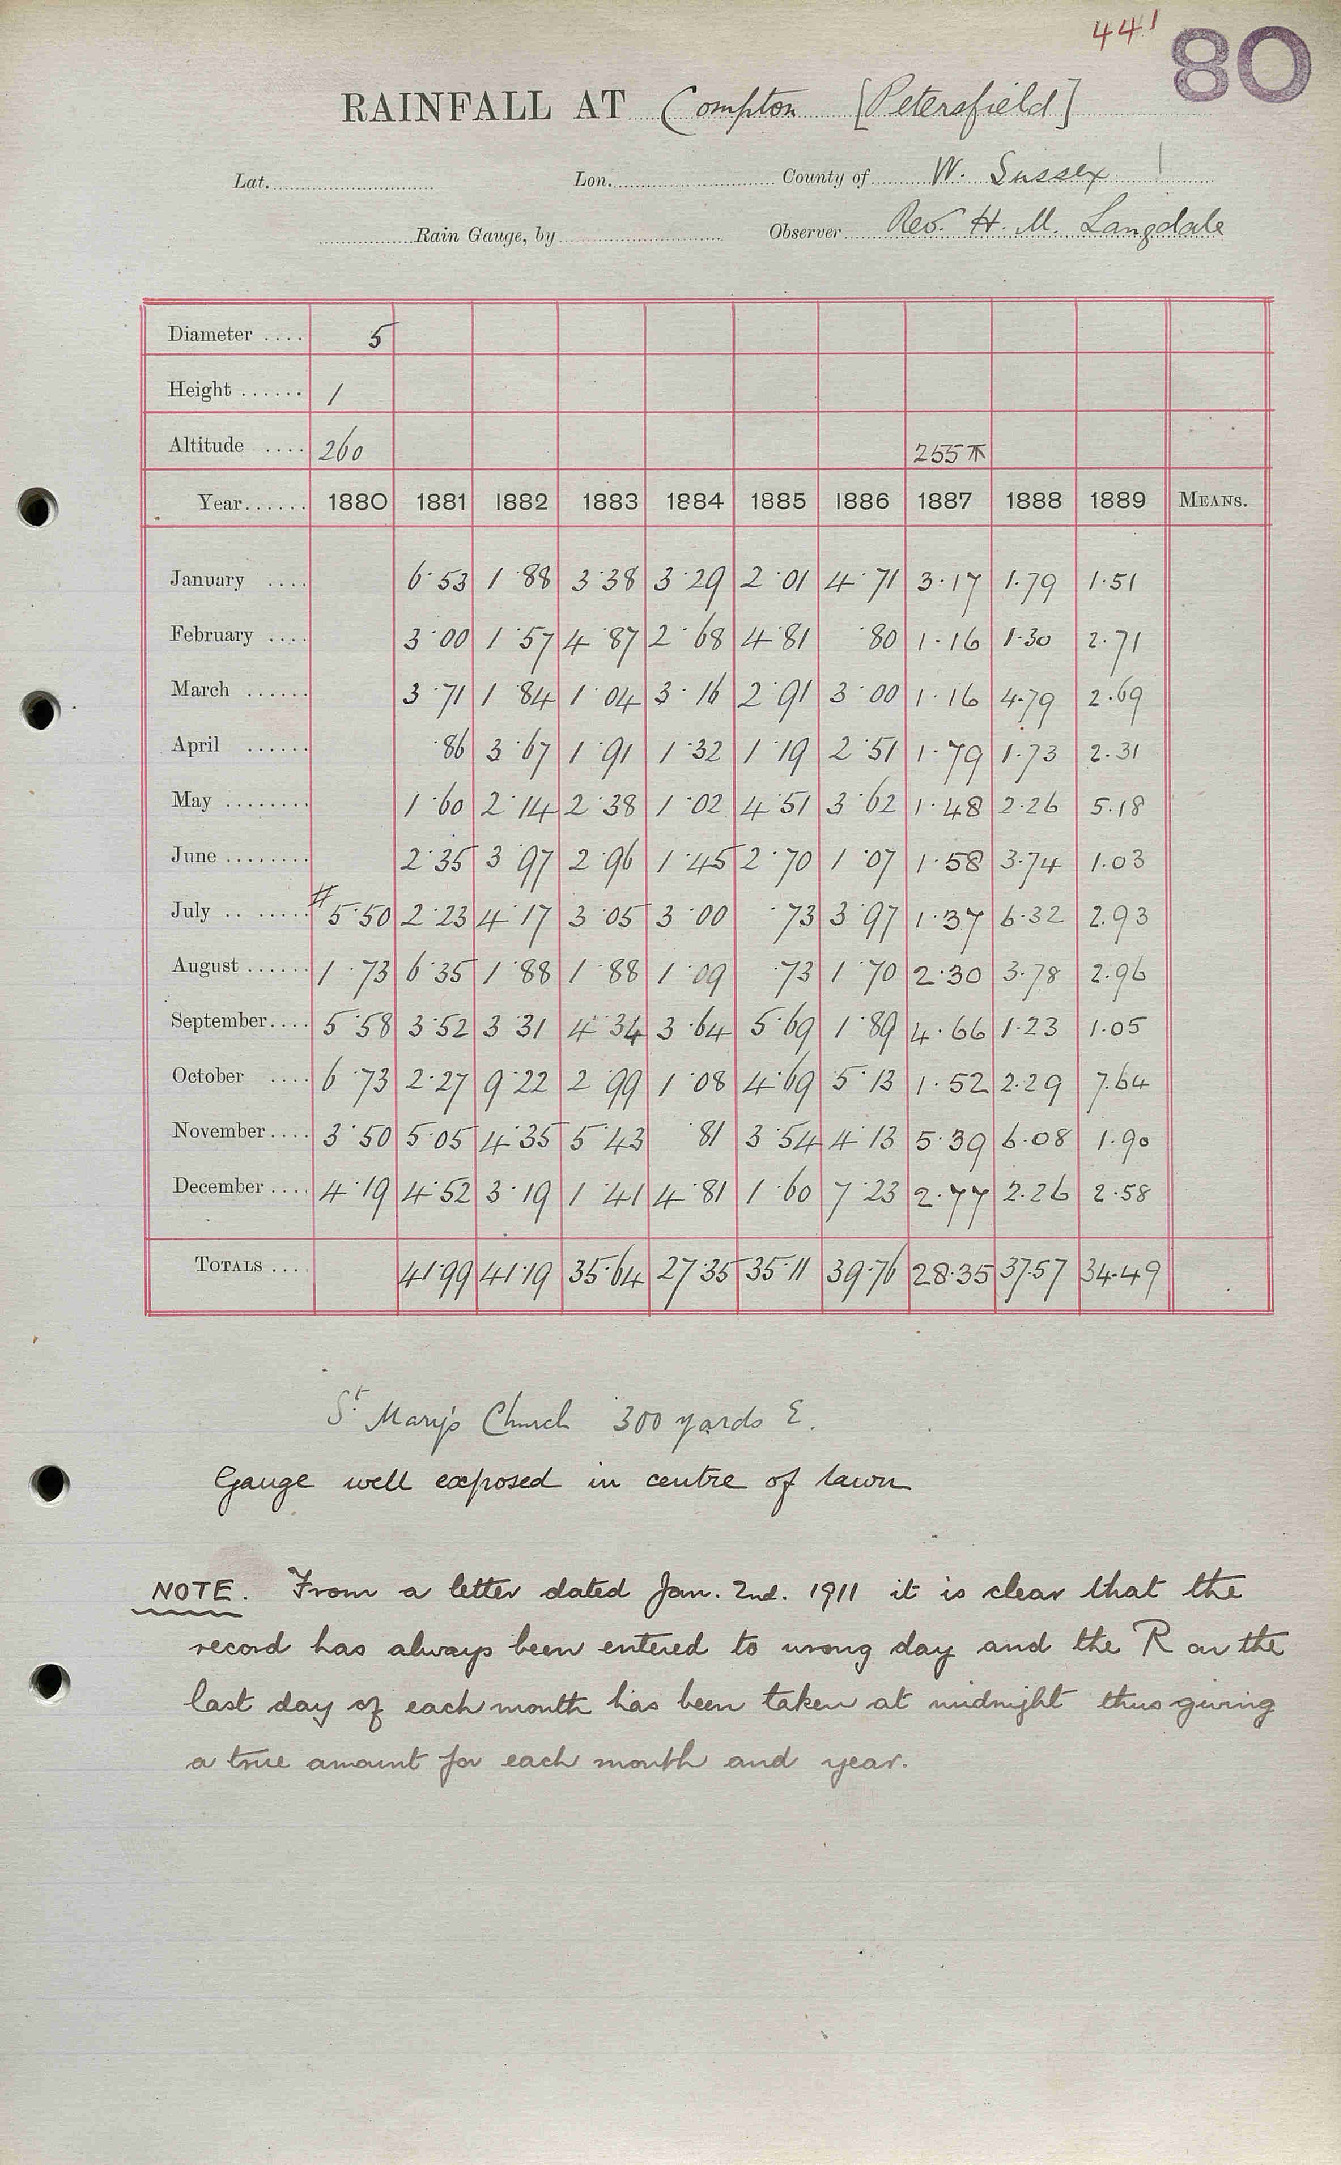 44.1 80
RAINFALL AT Compton [Petersfield]
Lat. Lon. County of W. Sussex
Rain Gauge, by Observer Rev. H. M. Langdale
Diameter .... 5
Height ...... 1
Altitude .... 260 255
Year...... 1880 1881 1882 1883 1884 1885 1886 1887 1888 1889 MEANS.
January .... 6·53 1·88 3·38 3·29 2·01 4·71 3·17 1·79 1·51
February .... 3·00 1·57 4·87 2·68 4·81 ·80 1·16 1·30 2·71
March ...... 3·71 1·84 1·04 3·16 2·91 3·00 1·16 4·79 2·69
April ...... ·86 3·67 1·91 1·32 1·19 2·51 1·79 1·73 2·31
May ........ 1·60 2·14 2·38 1·02 4·51 3·62 1·48 2·26 5·18
June ........ 2·35 3·97 2·96 1·45 2·70 1·07 1·58 3·74 1·03
July .. ...... #5·50 2·23 4·17 3·05 3·00 ·73 3·97 1·37 6·32 2·93
August ...... 1·73 6·35 1·88 1·88 1·09 ·73 1·70 2·30 3·78 2·96
September.... 5·58 3·52 3·31 4·34 3·64 5·69 1·89 4·66 1·23 1·05
October .... 6·73 2·27 9·22 2·99 1·08 4·69 5·13 1·52 2·29 7·64
November.... 3·50 5·05 4·35 5·43 ·81 3·54 4·13 5·39 6·08 1·90
December .... 4·19 4·52 3·19 1·41 4·81 1·60 7·23 2·77 2·26 2·58
TOTALS .... 41·99 41·19 35·64 27·35 35·11 39·76 28·35 37·57 34·49
St. Mary's Church 300 yards E.
Gauge well exposed in centre of lawn
NOTE. From a letter dated Jan. 2nd. 1911 it is clear that the
record has always been entered to wrong day and the R on the
last day of each month has been taken at midnight thus giving
a true amount for each month and year.